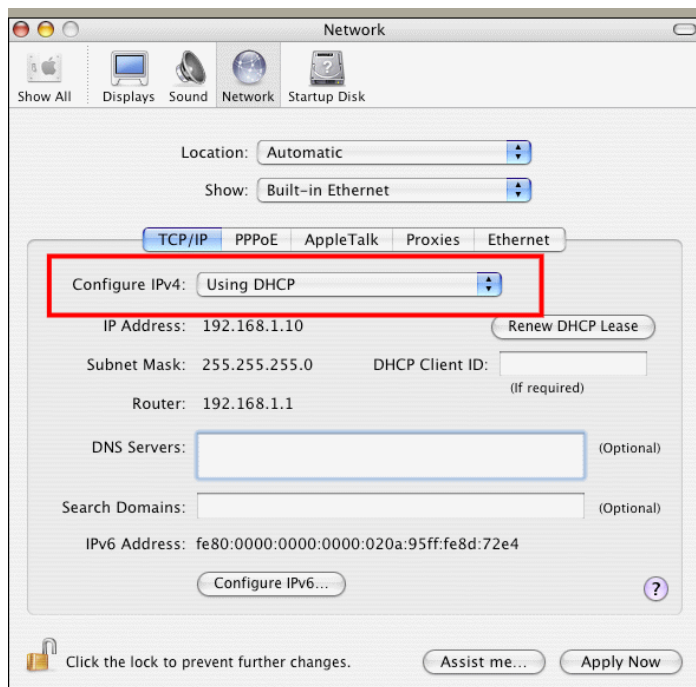 Network
Show All Displays Sound Network Startup Disk
Location: Automatic
Show: Built-in Ethernet
TCP/IP PPPoE AppleTalk Proxies Ethernet
Configure IPv4: Using DHCP
IP Address: 192.168.1.10 Renew DHCP Lease
Subnet Mask: 255.255.255.0 DHCP Client ID:
(If required)
Router: 192.168.1.1
DNS Servers: (Optional)
Search Domains: (Optional)
IPv6 Address: fe80:0000:0000:0000:020a:95ff:fe8d:72e4
Configure IPv6... ?
Click the lock to prevent further changes. Assist me... Apply Now